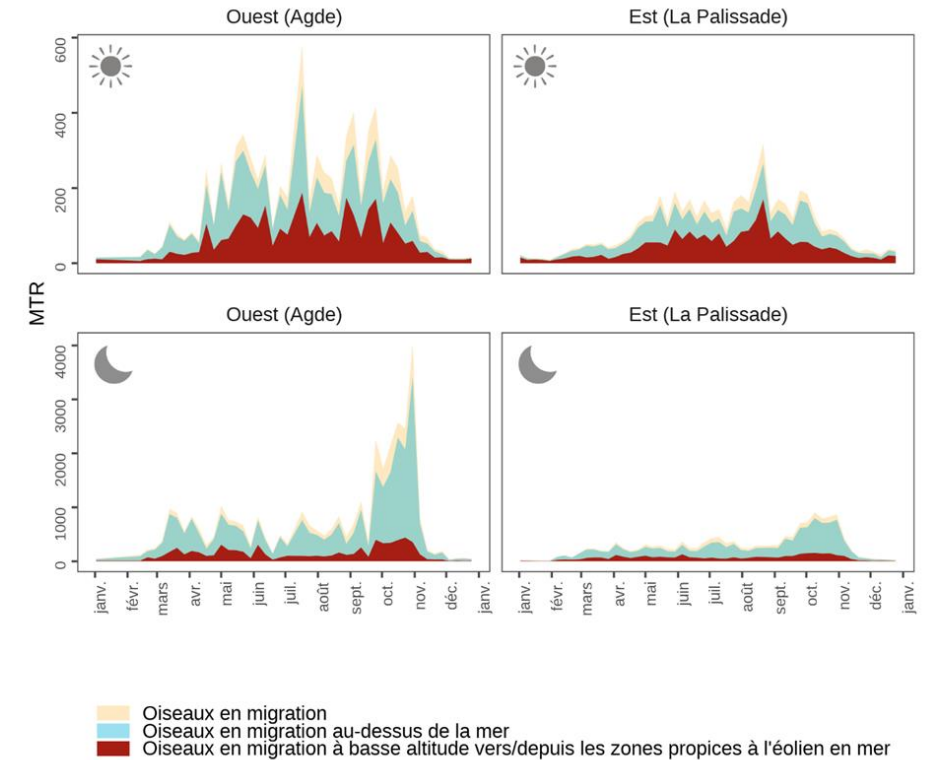 Ouest (Agde)
Est (La Palissade)
600
400
200
0
MTR
Ouest (Agde)
Est (La Palissade)
4000
3000
2000
1000
0
janv.
févr.
mars
avr.
mai
juin
juil.
août
sept.
oct.
nov.
déc.
janv.
janv.
févr.
mars
avr.
mai
juin
juil.
août
sept.
oct.
nov.
déc.
janv.
Oiseaux en migration
Oiseaux en migration au-dessus de la mer
Oiseaux en migration à basse altitude vers/depuis les zones propices à l'éolien en mer